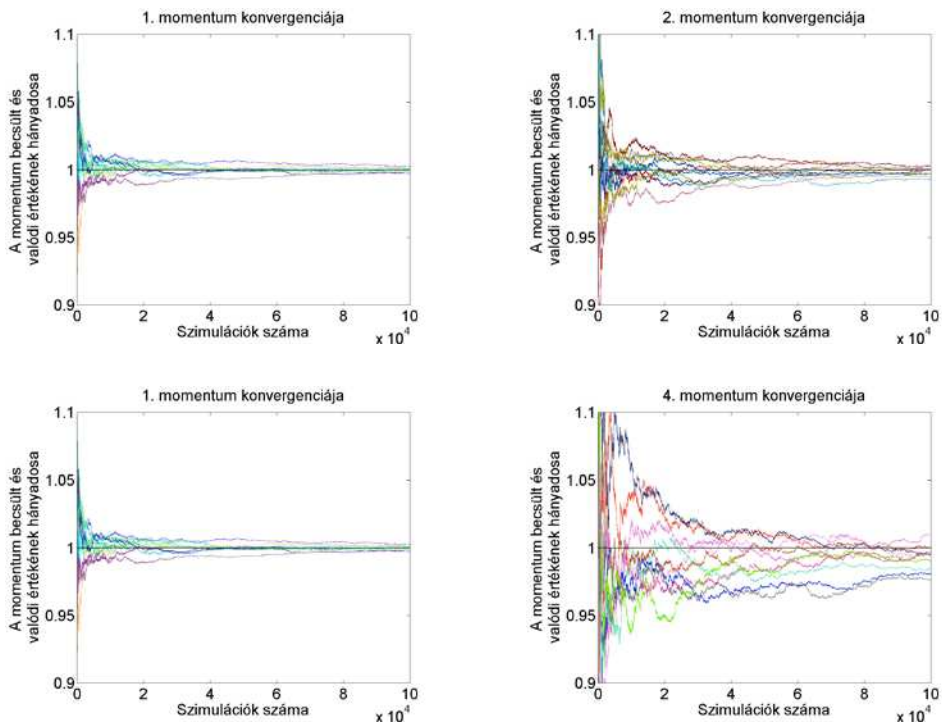 1. momentum konvergenciája
A momentum becsült és
valódi értékének hányadosa
1.1
1.05
1
0.95
0.9
0 2 4 6 8 10
x 10^4
Szimulációk száma
2. momentum konvergenciája
A momentum becsült és
valódi értékének hányadosa
1.1
1.05
1
0.95
0.9
0 2 4 6 8 10
x 10^4
Szimulációk száma
1. momentum konvergenciája
A momentum becsült és
valódi értékének hányadosa
1.1
1.05
1
0.95
0.9
0 2 4 6 8 10
x 10^4
Szimulációk száma
4. momentum konvergenciája
A momentum becsült és
valódi értékének hányadosa
1.1
1.05
1
0.95
0.9
0 2 4 6 8 10
x 10^4
Szimulációk száma